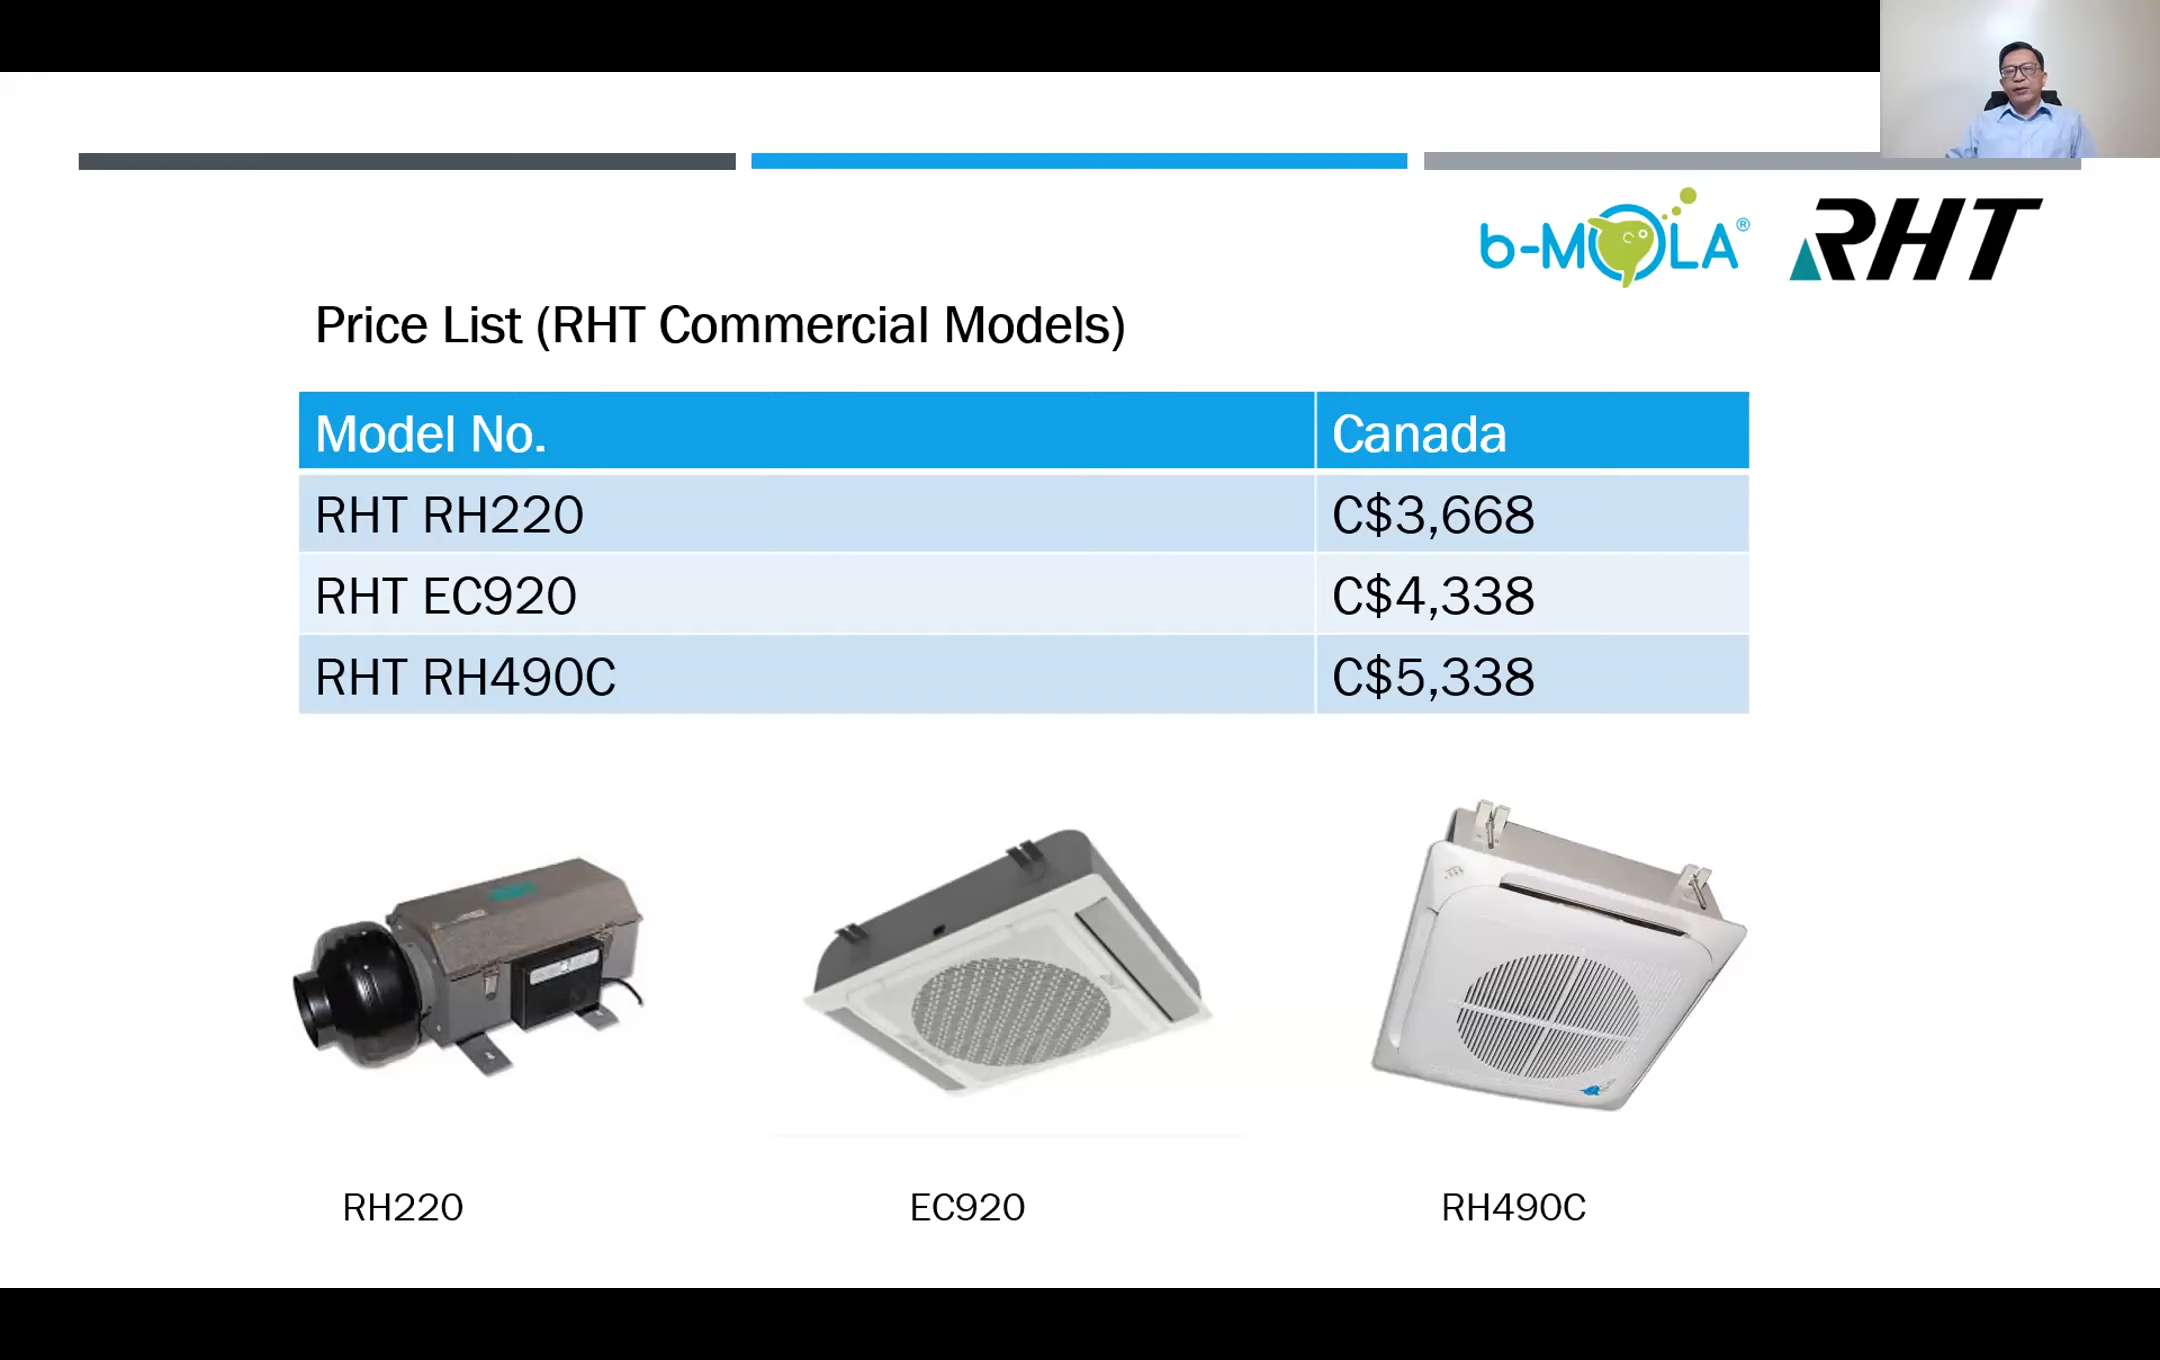 b-MOLA®
RHT
Price List (RHT Commercial Models)
Model No. Canada
RHT RH220 C$3,668
RHT EC920 C$4,338
RHT RH490C C$5,338
RH220 EC920 RH490C